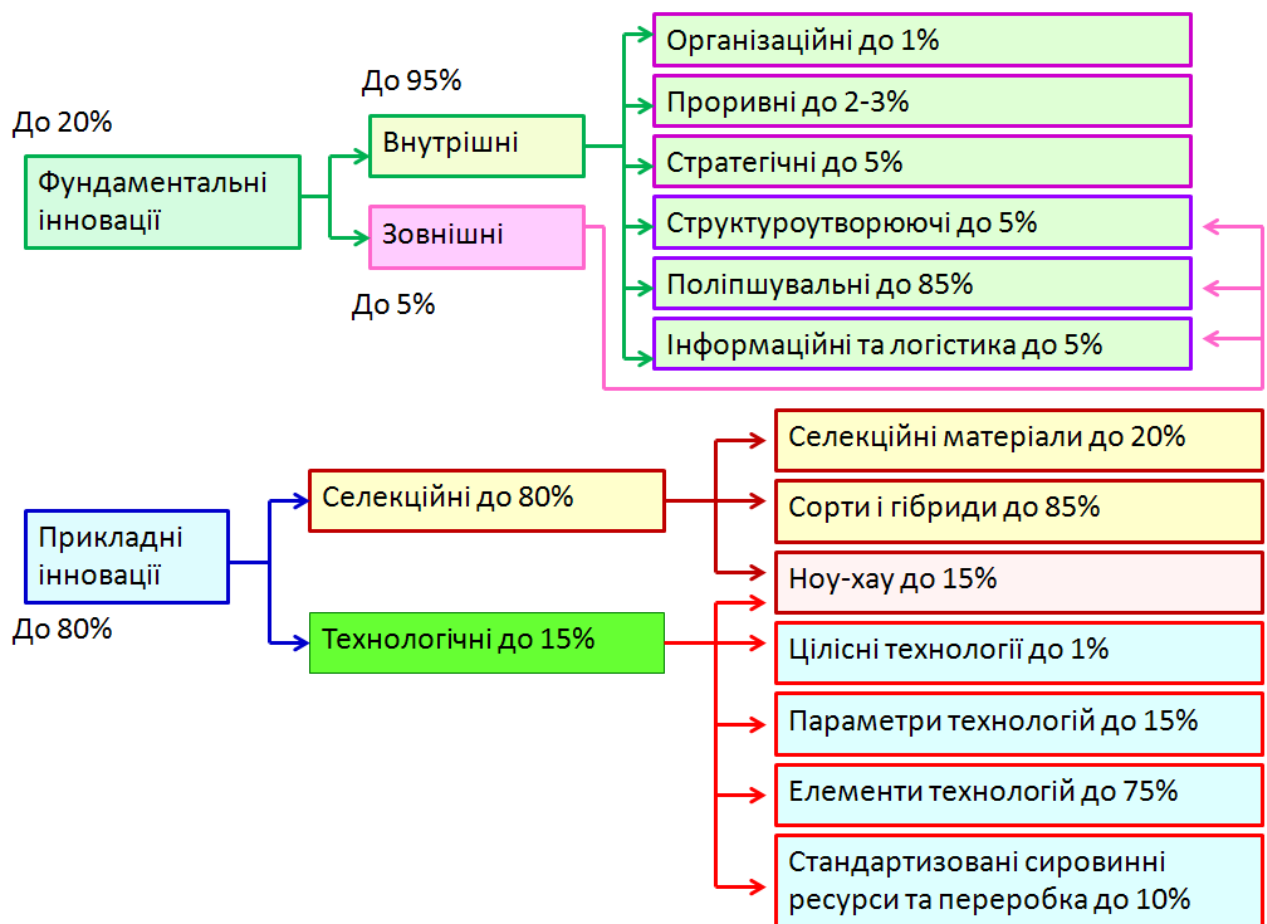 До 20%
Фундаментальні
інновації
До 95%
Внутрішні
Зовнішні
До 5%
Організаційні до 1%
Проривні до 2-3%
Стратегічні до 5%
Структуроутворюючі до 5%
Поліпшувальні до 85%
Інформаційні та логістика до 5%
Прикладні
інновації
До 80%
Селекційні до 80%
Технологічні до 15%
Селекційні матеріали до 20%
Сорти і гібриди до 85%
Ноу-хау до 15%
Цілісні технології до 1%
Параметри технологій до 15%
Елементи технологій до 75%
Стандартизовані сировинні
ресурси та переробка до 10%